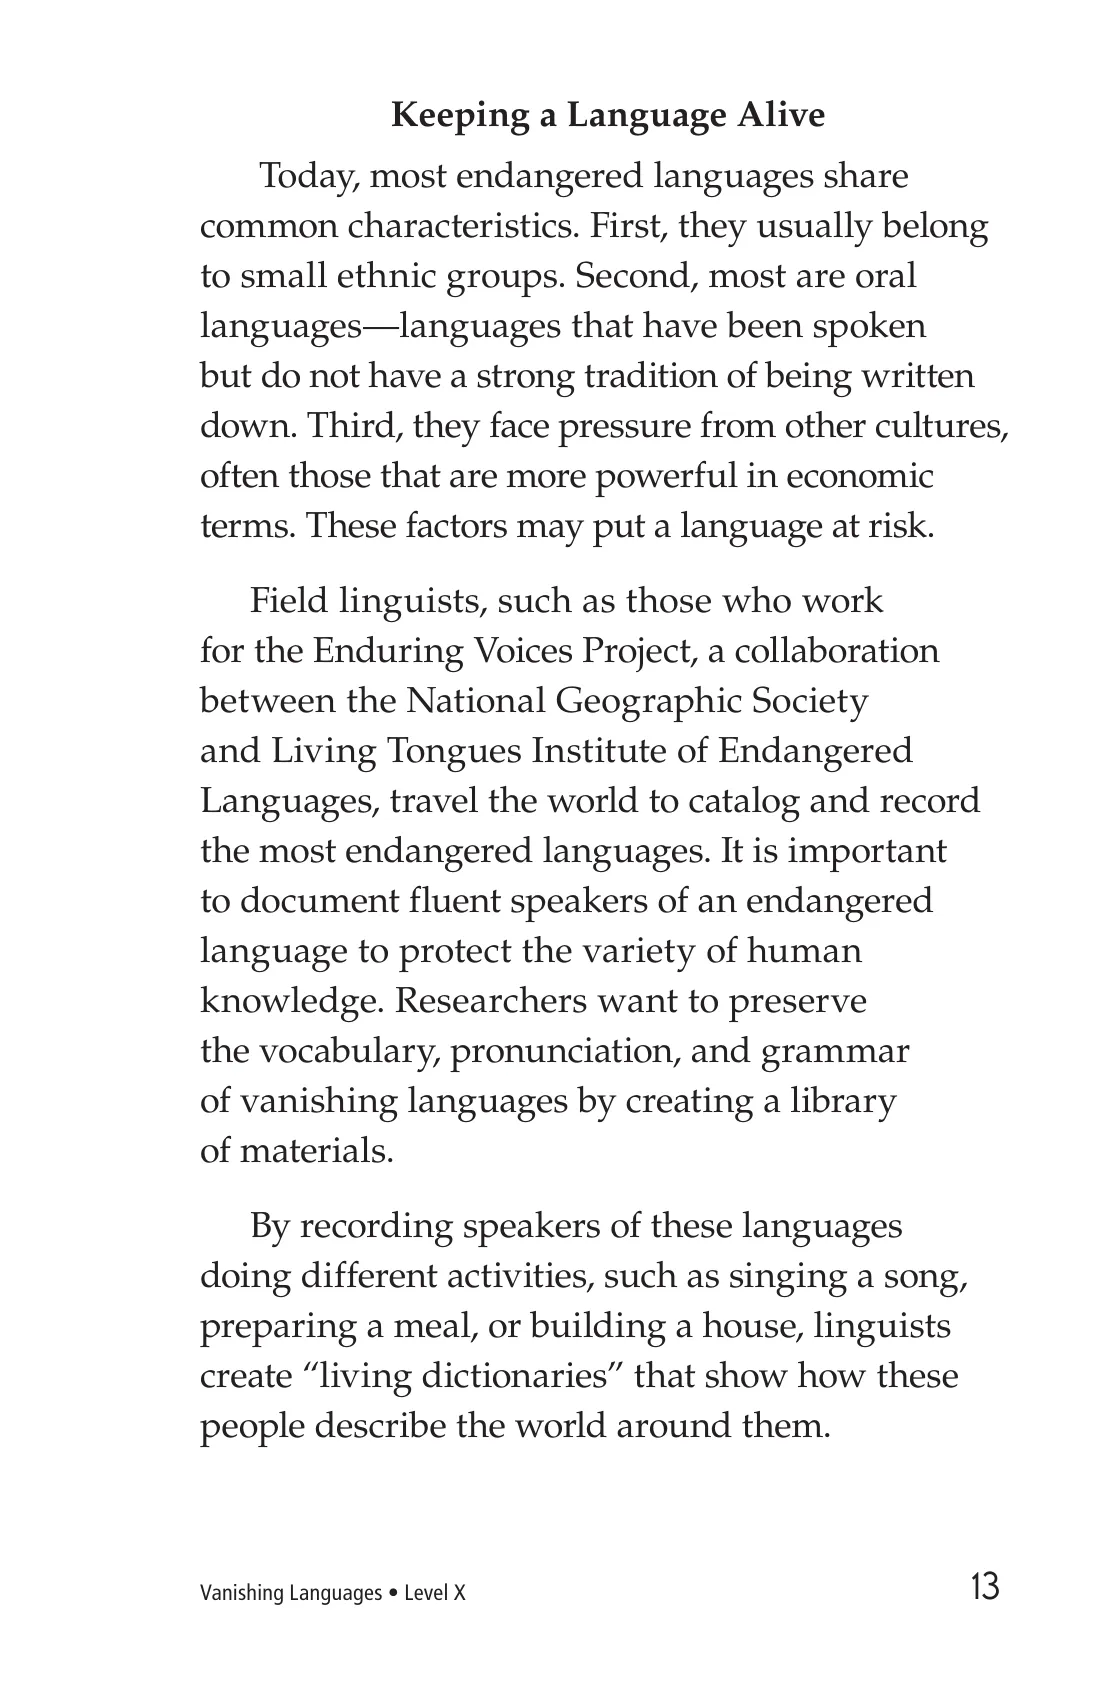 Keeping a Language Alive
Today, most endangered languages share
common characteristics. First, they usually belong
to small ethnic groups. Second, most are oral
languages—languages that have been spoken
but do not have a strong tradition of being written
down. Third, they face pressure from other cultures,
often those that are more powerful in economic
terms. These factors may put a language at risk.
Field linguists, such as those who work
for the Enduring Voices Project, a collaboration
between the National Geographic Society
and Living Tongues Institute of Endangered
Languages, travel the world to catalog and record
the most endangered languages. It is important
to document fluent speakers of an endangered
language to protect the variety of human
knowledge. Researchers want to preserve
the vocabulary, pronunciation, and grammar
of vanishing languages by creating a library
of materials.
By recording speakers of these languages
doing different activities, such as singing a song,
preparing a meal, or building a house, linguists
create “living dictionaries” that show how these
people describe the world around them.
Vanishing Languages • Level X
13